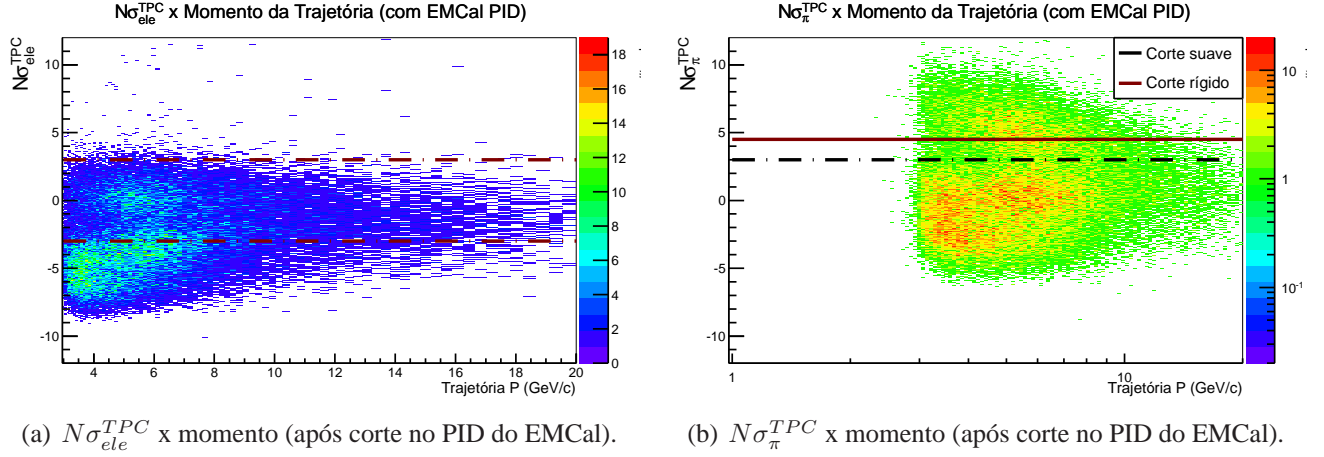 Nσ_ele^TPC x Momento da Trajetória (com EMCal PID)
Nσ_ele^TPC
10
5
0
-5
-10
4 6 8 10 12 14 16 18 20
Trajetória P (GeV/c)
18
16
14
12
10
8
6
4
2
0
(a) Nσ_ele^TPC x momento (após corte no PID do EMCal).
Nσ_π^TPC x Momento da Trajetória (com EMCal PID)
Nσ_π^TPC
Corte suave
Corte rígido
10
5
0
-5
-10
1 10
Trajetória P (GeV/c)
10
1
10^-1
(b) Nσ_π^TPC x momento (após corte no PID do EMCal).